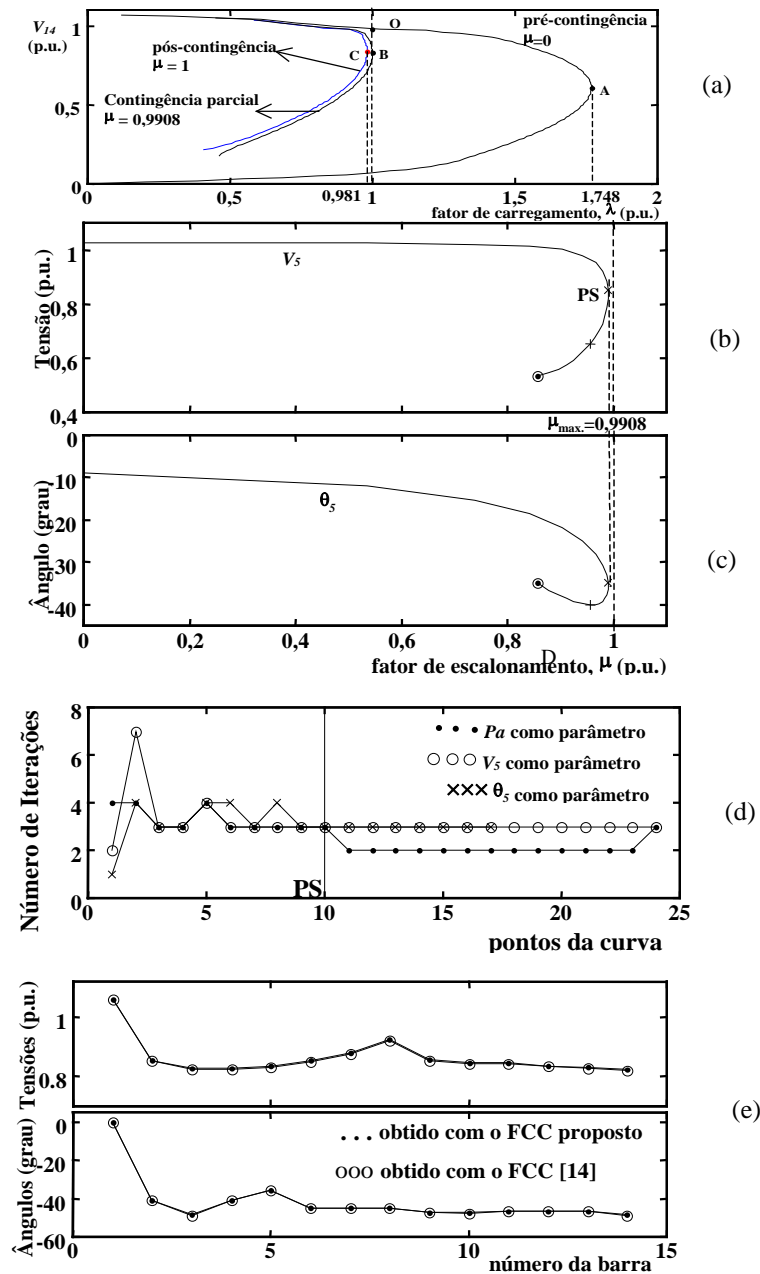 V14
(p.u.)
1
0,5
0
O
pré-contingência
μ=0
pós-contingência
μ = 1
C
B
Contingência parcial
μ = 0,9908
A
(a)
0
0,5
0,981
1
1,5
1,748
2
fator de carregamento, λ (p.u.)
Tensão (p.u.)
1
0,8
0,6
0,4
V5
PS
(b)
μmax.=0,9908
Ângulo (grau)
0
-10
-20
-30
-40
θ5
(c)
0
0,2
0,4
0,6
0,8
1
D
fator de escalonamento, μ (p.u.)
Número de Iterações
8
6
4
2
0
• • • Pa como parâmetro
○○○ V5 como parâmetro
××× θ5 como parâmetro
(d)
PS
0
5
10
15
20
25
pontos da curva
Tensões (p.u.)
1
0.8
Ângulos (grau)
0
-20
-40
-60
. . . obtido com o FCC proposto
ooo obtido com o FCC [14]
(e)
0
5
10
15
número da barra